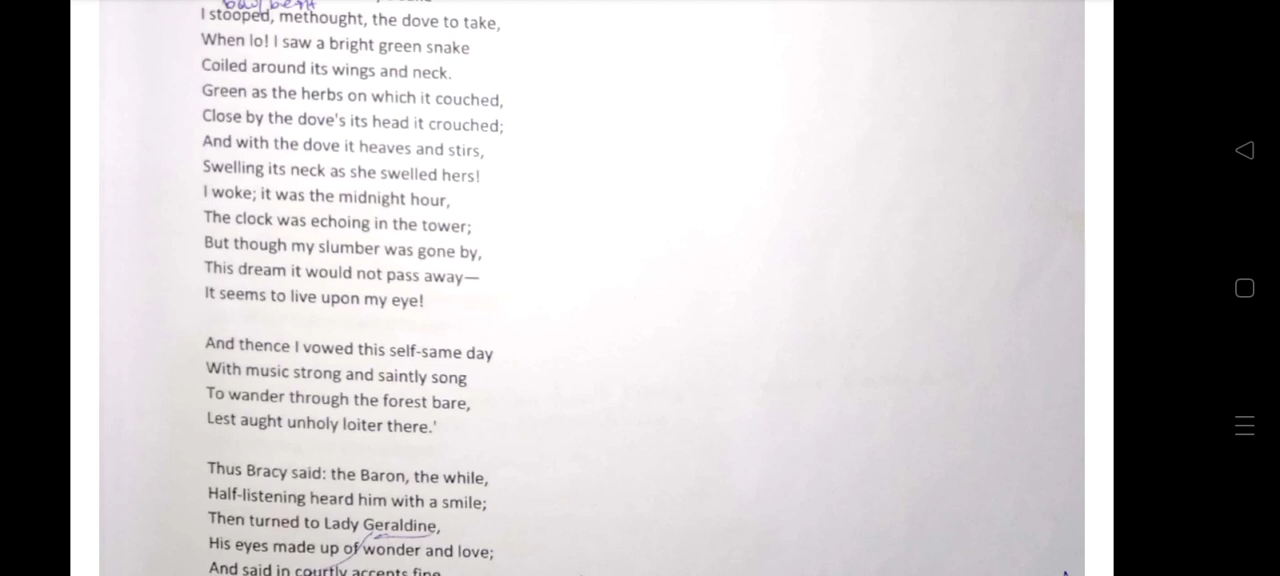 I stooped, methought, the dove to take,
When lo! I saw a bright green snake
Coiled around its wings and neck.
Green as the herbs on which it couched,
Close by the dove's its head it crouched;
And with the dove it heaves and stirs,
Swelling its neck as she swelled hers!
I woke; it was the midnight hour,
The clock was echoing in the tower;
But though my slumber was gone by,
This dream it would not pass away—
It seems to live upon my eye!
And thence I vowed this self-same day
With music strong and saintly song
To wander through the forest bare,
Lest aught unholy loiter there.'
Thus Bracy said: the Baron, the while,
Half-listening heard him with a smile;
Then turned to Lady Geraldine,
His eyes made up of wonder and love;
And said in courtly accents fine